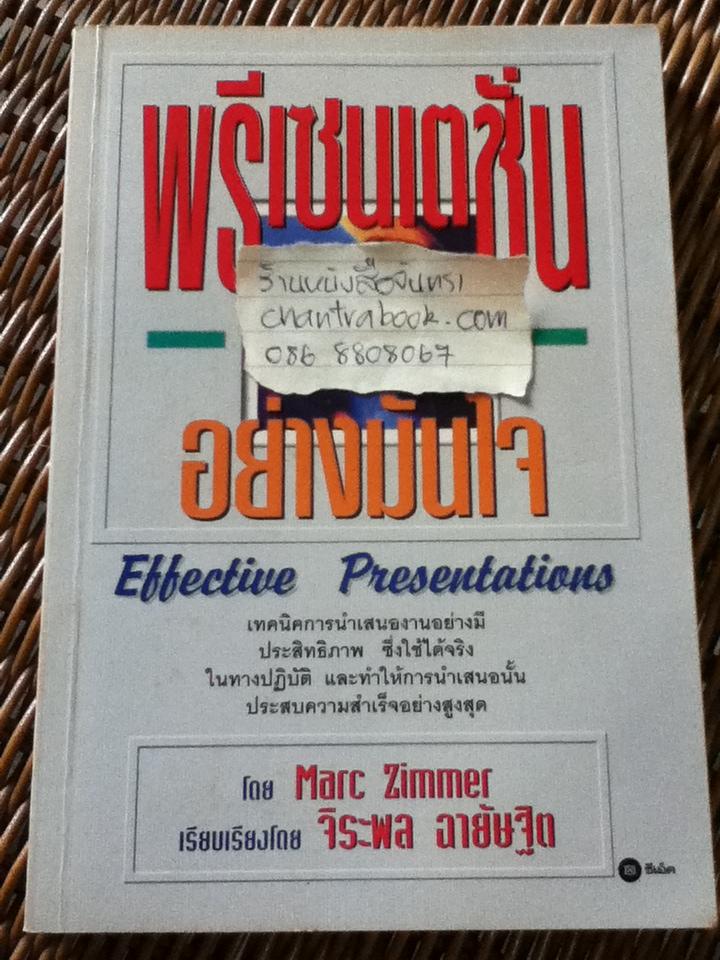 พรีเซนเตชั่น
ร้านหนังสือจันทรา
chantrabook.com
086 8808067
อย่างมั่นใจ
Effective Presentations
เทคนิคการนำเสนองานอย่างมี
ประสิทธิภาพ ซึ่งใช้ได้จริง
ในทางปฏิบัติ และทำให้การนำเสนอนั้น
ประสบความสำเร็จอย่างสูงสุด
โดย Marc Zimmer
เรียบเรียงโดย จิระพล ฉายัษฐิต
ซีเอ็ด